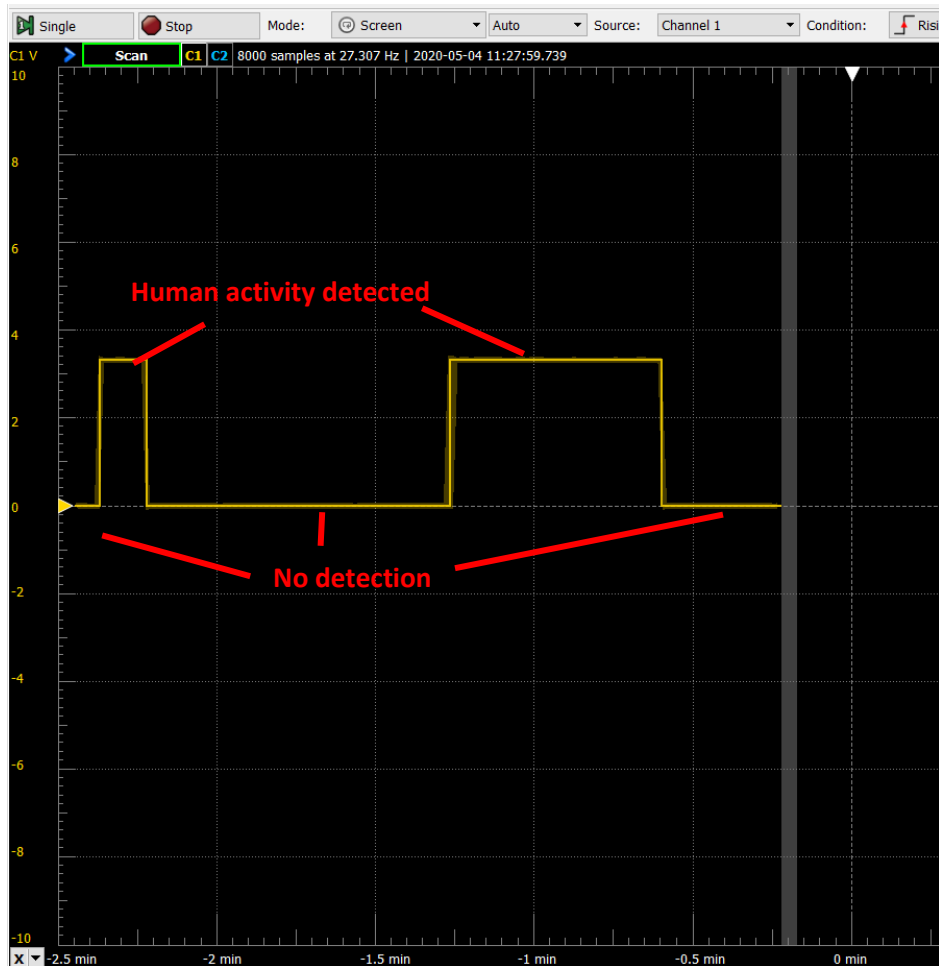 Single Stop Mode: Screen Auto Source: Channel 1 Condition: Risi
C1 V Scan C1 C2 8000 samples at 27.307 Hz | 2020-05-04 11:27:59.739
10
8
6
Human activity detected
4
2
0
No detection
-2
-4
-6
-8
-10
X -2.5 min -2 min -1.5 min -1 min -0.5 min 0 min